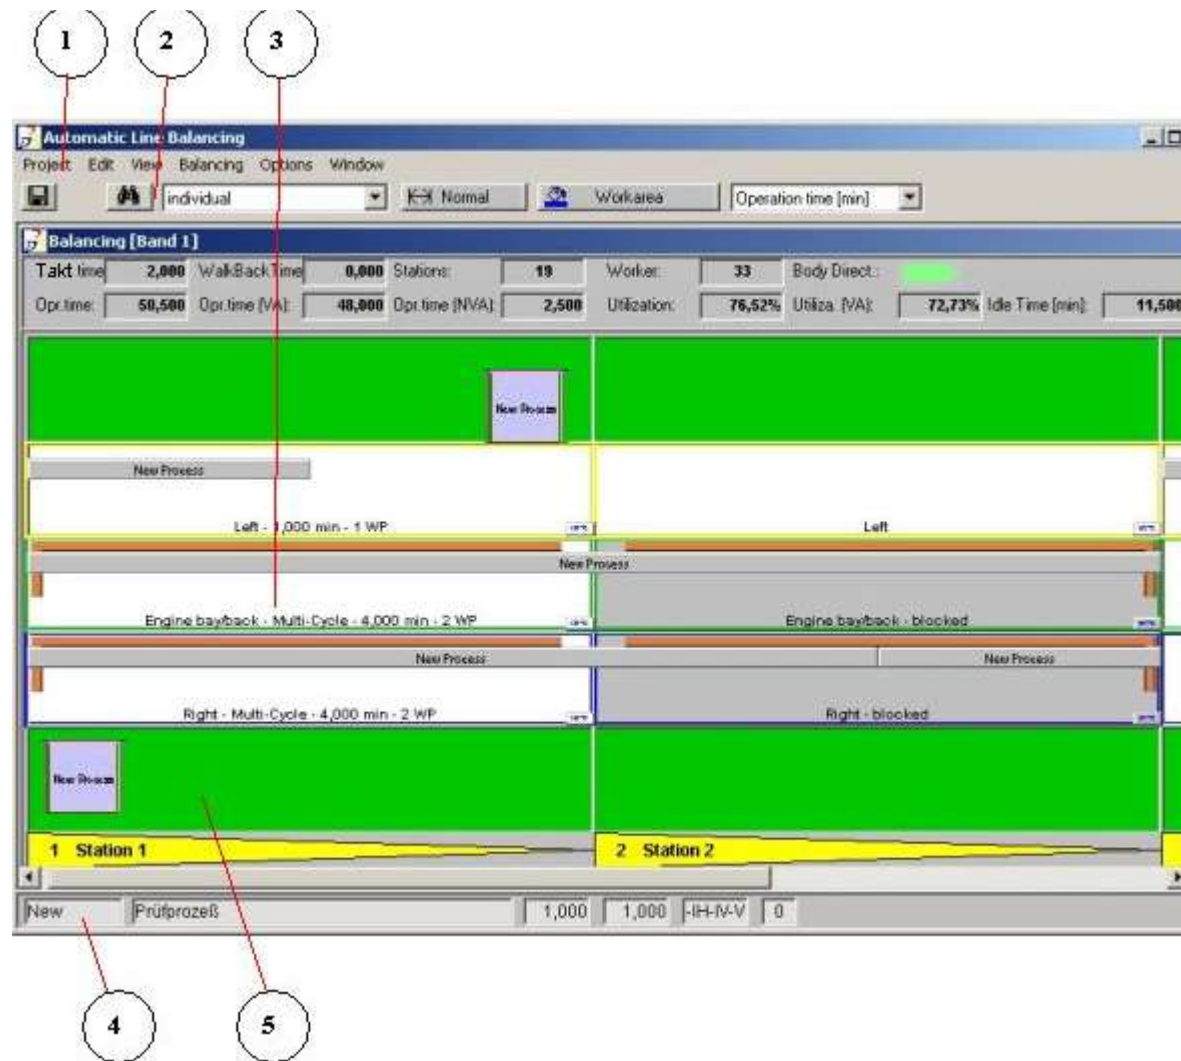 1 2 3
Automatic Line Balancing
Project Edit View Balancing Options Window
individual Normal Workarea Operation time [min]
Balancing [Band 1]
Takt time 2,000 WalkBackTime 0,000 Stations: 19 Worker: 33 Body Direct.:
Opr.time: 50,500 Opr.time [VA]: 48,000 Opr.time [NVA]: 2,500 Utilization: 76,52% Utiliza. [VA]: 72,73% Idle Time [min]: 11,500
New Process
New Process
Left - 1,000 min - 1 WP Left
New Process
Engine bay/back - Multi-Cycle - 4,000 min - 2 WP Engine bay/back - blocked
New Process New Process
Right - Multi-Cycle - 4,000 min - 2 WP Right - blocked
New Process
1 Station 1 2 Station 2
New Prüfprozeß 1,000 1,000 -IH-IV-V 0
4 5